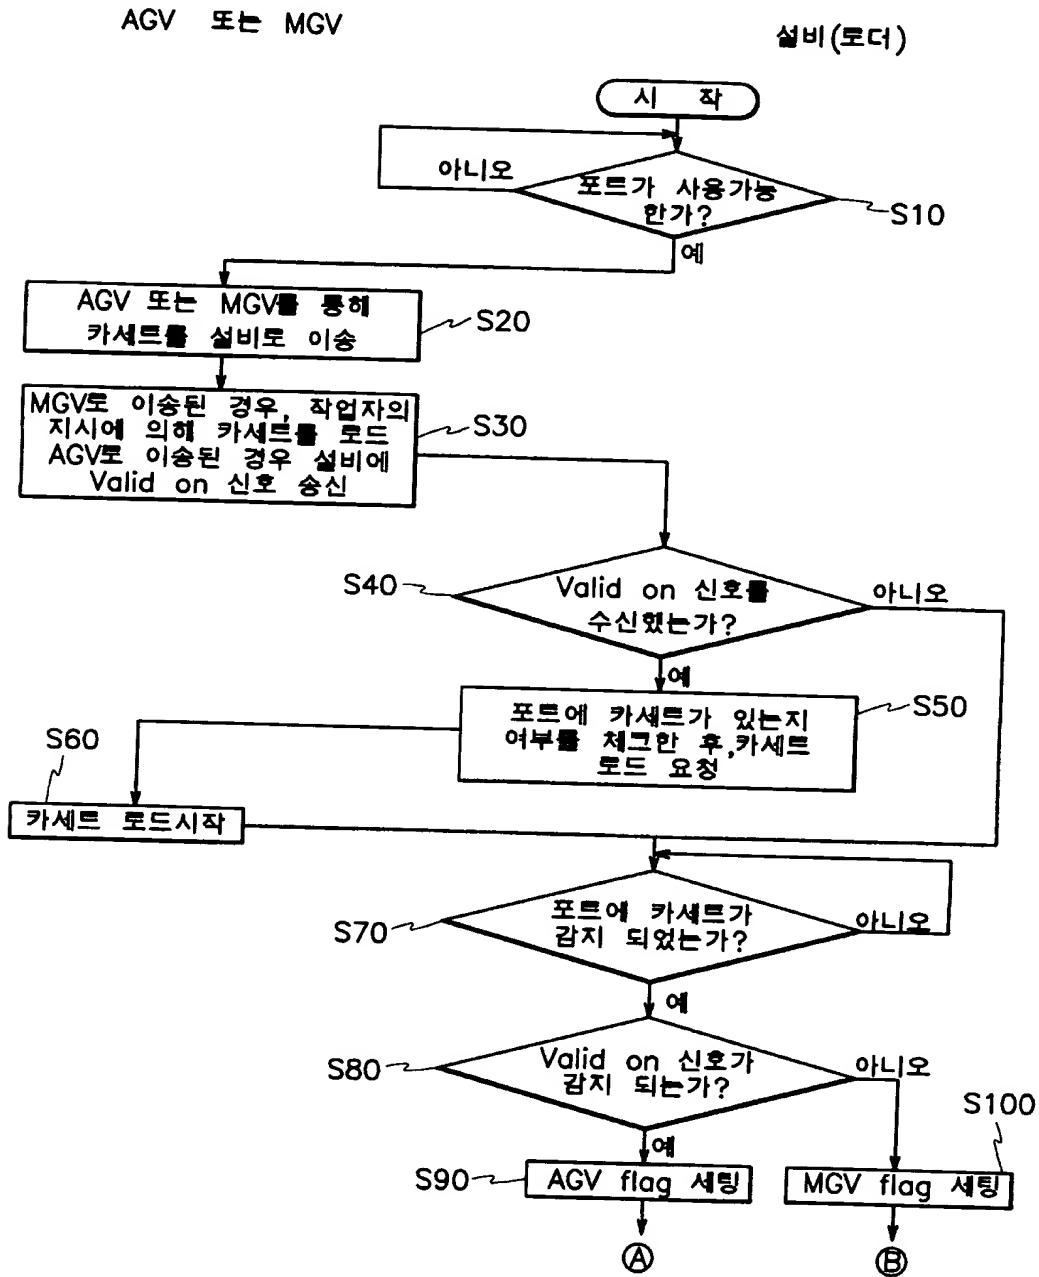 AGV 또는 MGV
설비(로더)
시 작
아니오
포트가 사용가능
한가?
S10
예
AGV 또는 MGV를 통해
카세트를 설비로 이송
S20
MGV로 이송된 경우, 작업자의
지시에 의해 카세트를 로드
AGV로 이송된 경우 설비에
Valid on 신호 송신
S30
S40
Valid on 신호를
수신했는가?
아니오
예
포트에 카세트가 있는지
여부를 체크한 후,카세트
로드 요청
S50
S60
카세트 로드시작
포트에 카세트가
감지 되었는가?
아니오
S70
예
Valid on 신호가
감지 되는가?
아니오
S80
예
S100
S90
AGV flag 세팅
MGV flag 세팅
A
B